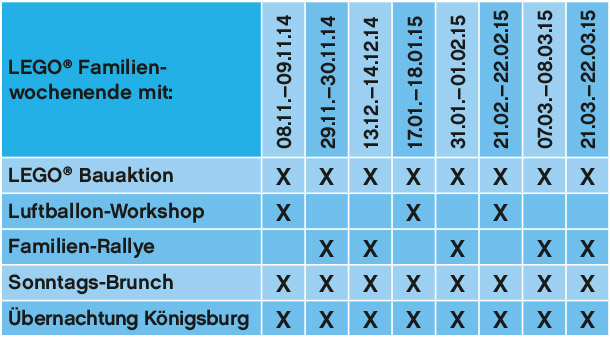 LEGO® Familien-
wochenende mit:
08.11.–09.11.14
29.11.–30.11.14
13.12.–14.12.14
17.01.–18.01.15
31.01.–01.02.15
21.02.–22.02.15
07.03.–08.03.15
21.03.–22.03.15
LEGO® Bauaktion X X X X X X X X
Luftballon-Workshop X X X
Familien-Rallye X X X X X
Sonntags-Brunch X X X X X X X X
Übernachtung Königsburg X X X X X X X X